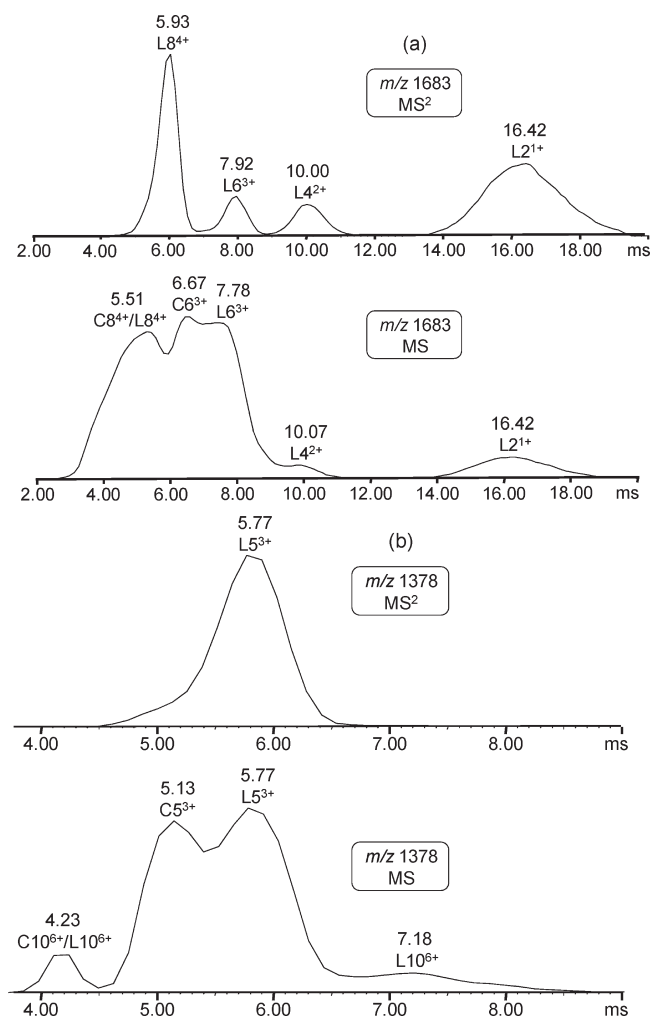 (a)
5.93
L8⁴⁺
m/z 1683
MS²
7.92
L6³⁺
10.00
L4²⁺
16.42
L2¹⁺
2.00 4.00 6.00 8.00 10.00 12.00 14.00 16.00 18.00 ms
5.51
C8⁴⁺/L8⁴⁺
6.67
C6³⁺
7.78
L6³⁺
m/z 1683
MS
10.07
L4²⁺
16.42
L2¹⁺
2.00 4.00 6.00 8.00 10.00 12.00 14.00 16.00 18.00 ms
5.77
L5³⁺
(b)
m/z 1378
MS²
4.00 5.00 6.00 7.00 8.00 ms
5.13
C5³⁺
5.77
L5³⁺
m/z 1378
MS
4.23
C10⁶⁺/L10⁶⁺
7.18
L10⁶⁺
4.00 5.00 6.00 7.00 8.00 ms